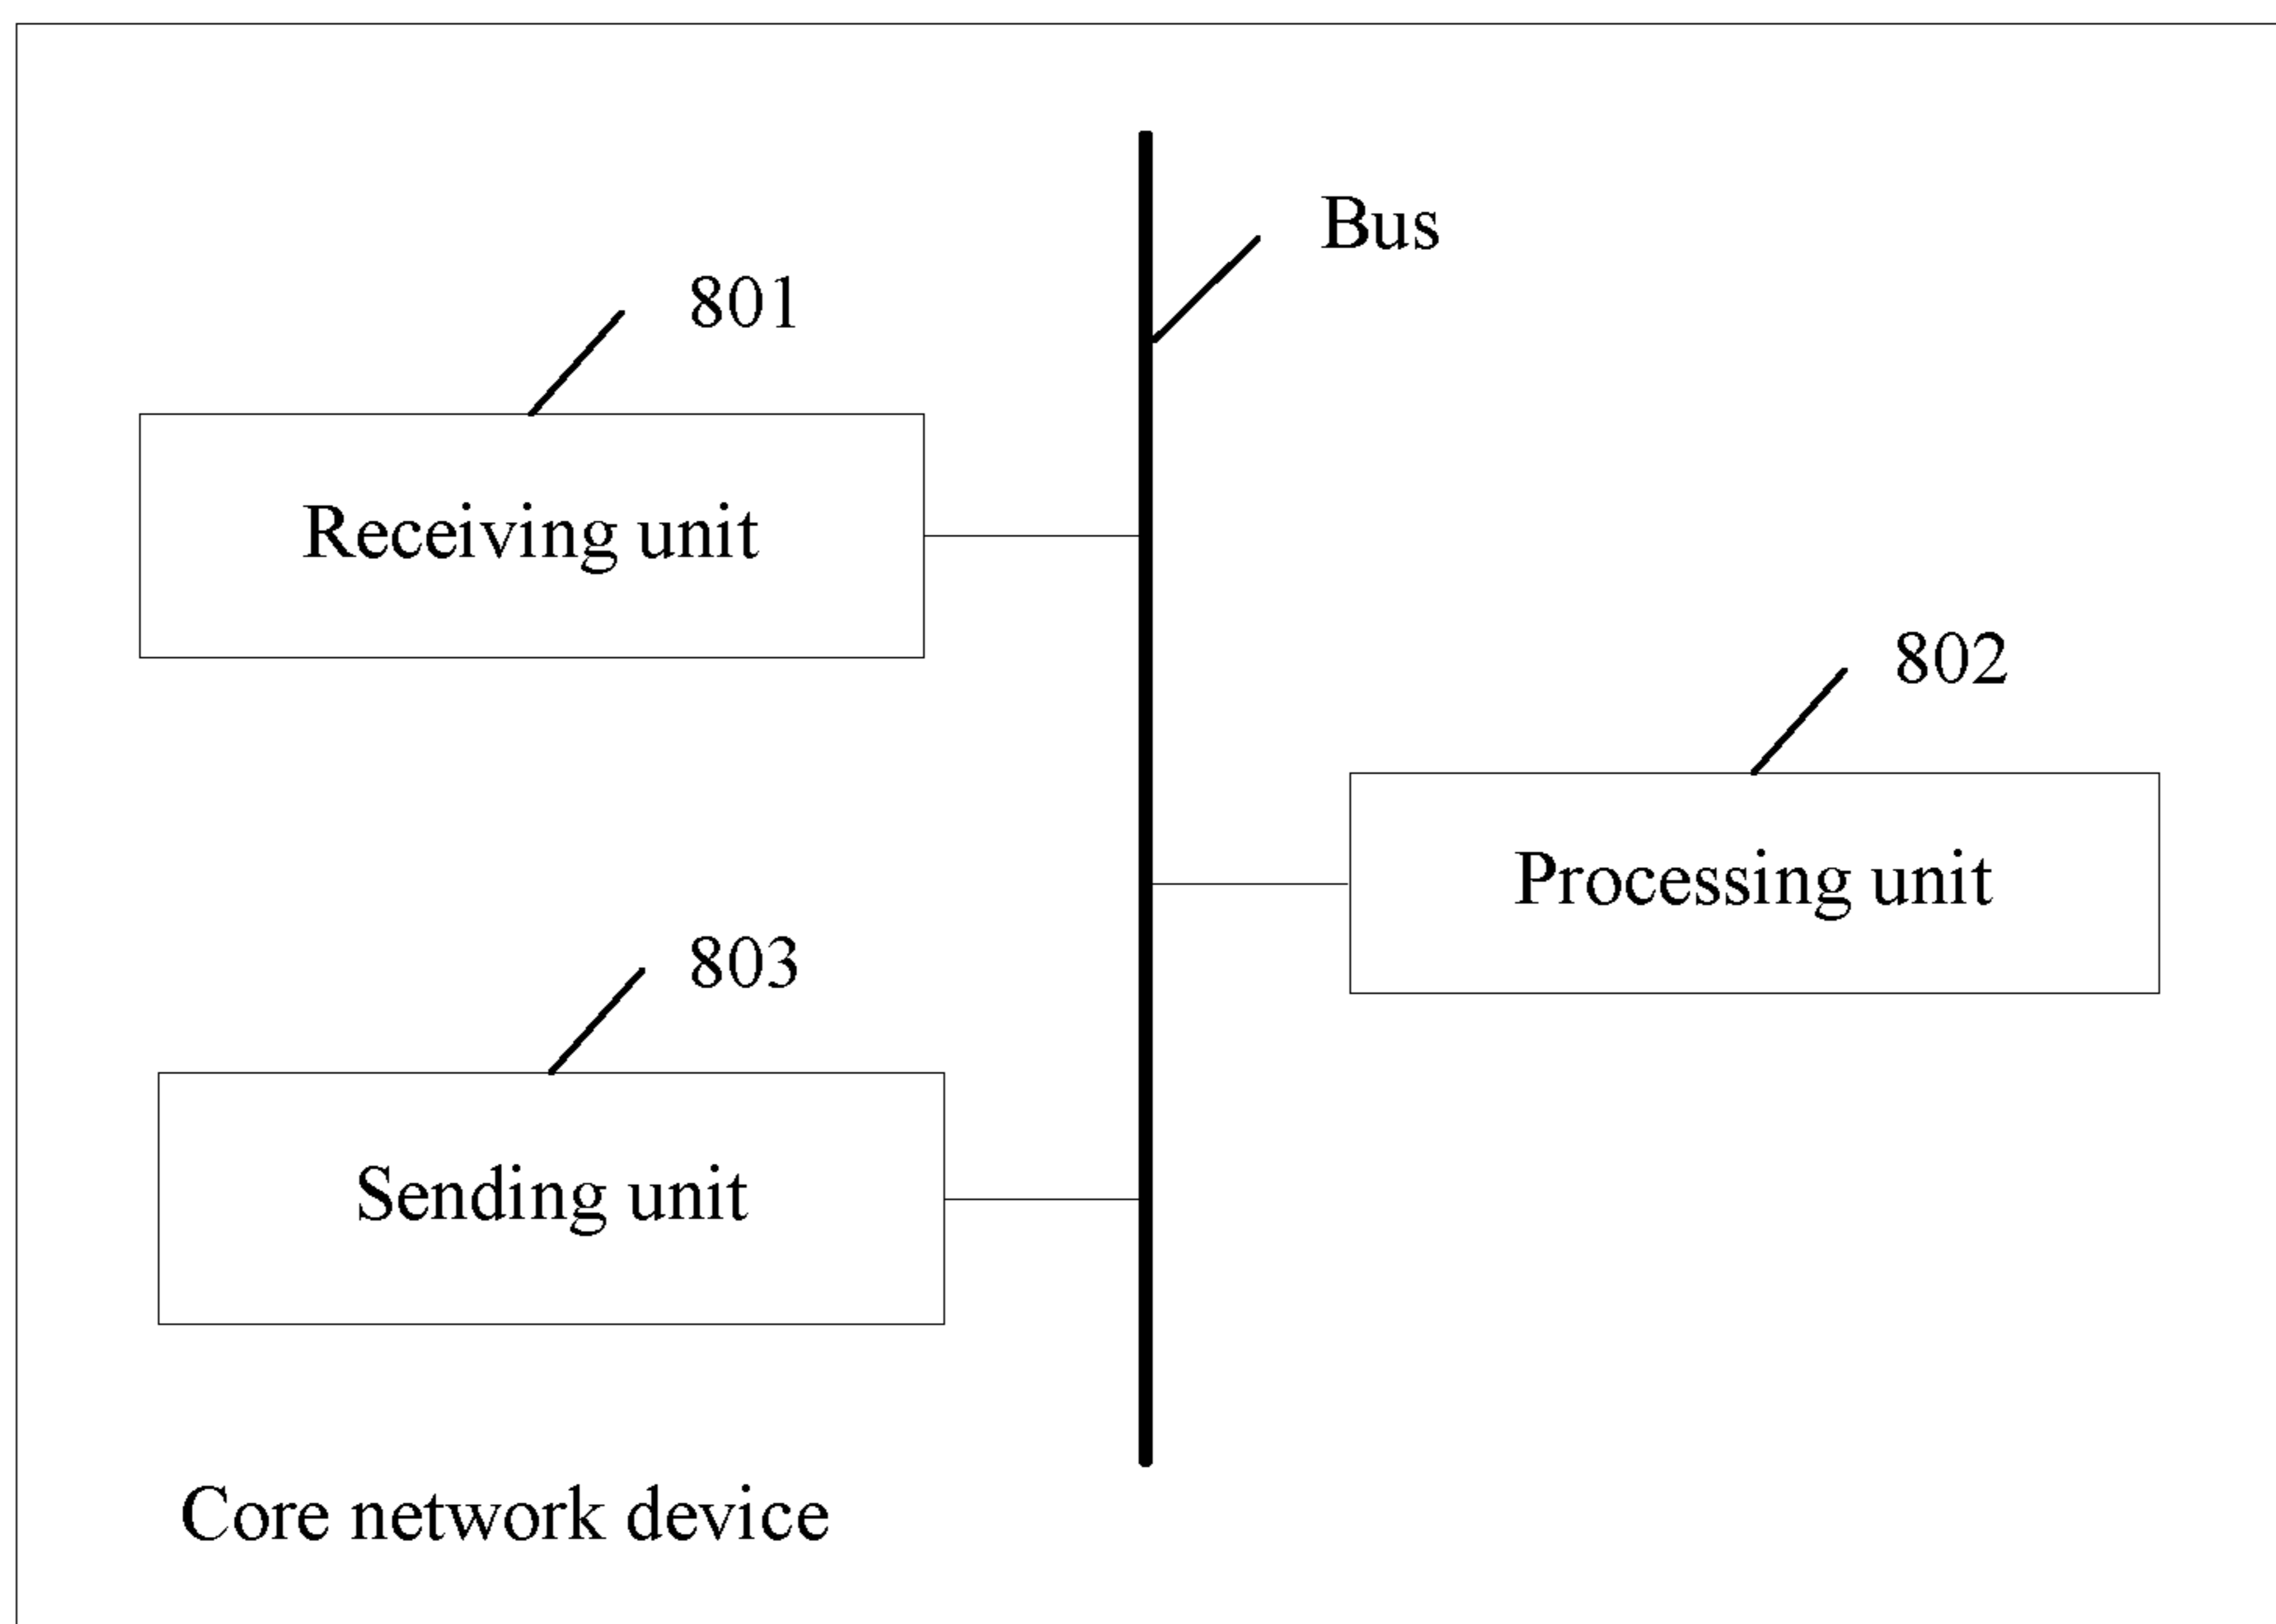 Bus
801
Receiving unit
802
Processing unit
803
Sending unit
Core network device